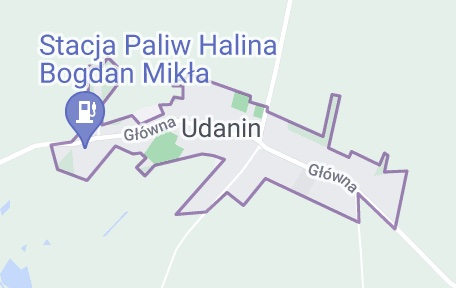 Stacja Paliw Halina
Bogdan Mikła
Główna
Udanin
Główna